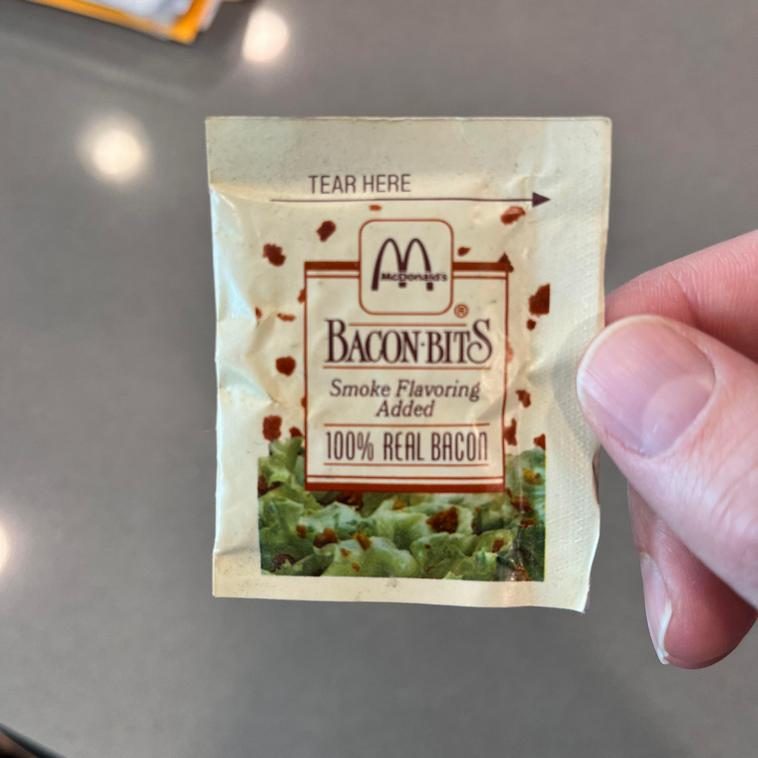 TEAR HERE
McDonald's
®
BACON·BITS
Smoke Flavoring
Added
100% REAL BACON